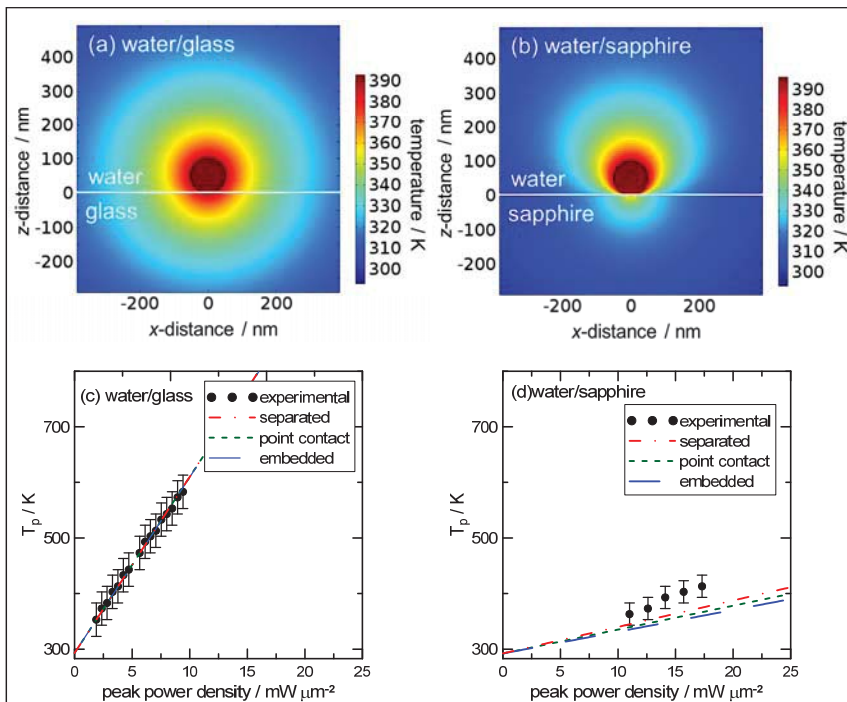 (a) water/glass
400
300
200
100
0
-100
-200
z-distance / nm
water
glass
-200 0 200
x-distance / nm
390
380
370
360
350
340
330
320
310
300
temperature / K
(b) water/sapphire
400
300
200
100
0
-100
-200
water
sapphire
-200 0 200
x-distance / nm
390
380
370
360
350
340
330
320
310
300
temperature / K
(c) water/glass
experimental
separated
point contact
embedded
700
500
300
Tp / K
0 5 10 15 20 25
peak power density / mW µm-2
(d)water/sapphire
experimental
separated
point contact
embedded
700
500
300
Tp / K
0 5 10 15 20 25
peak power density / mW µm-2